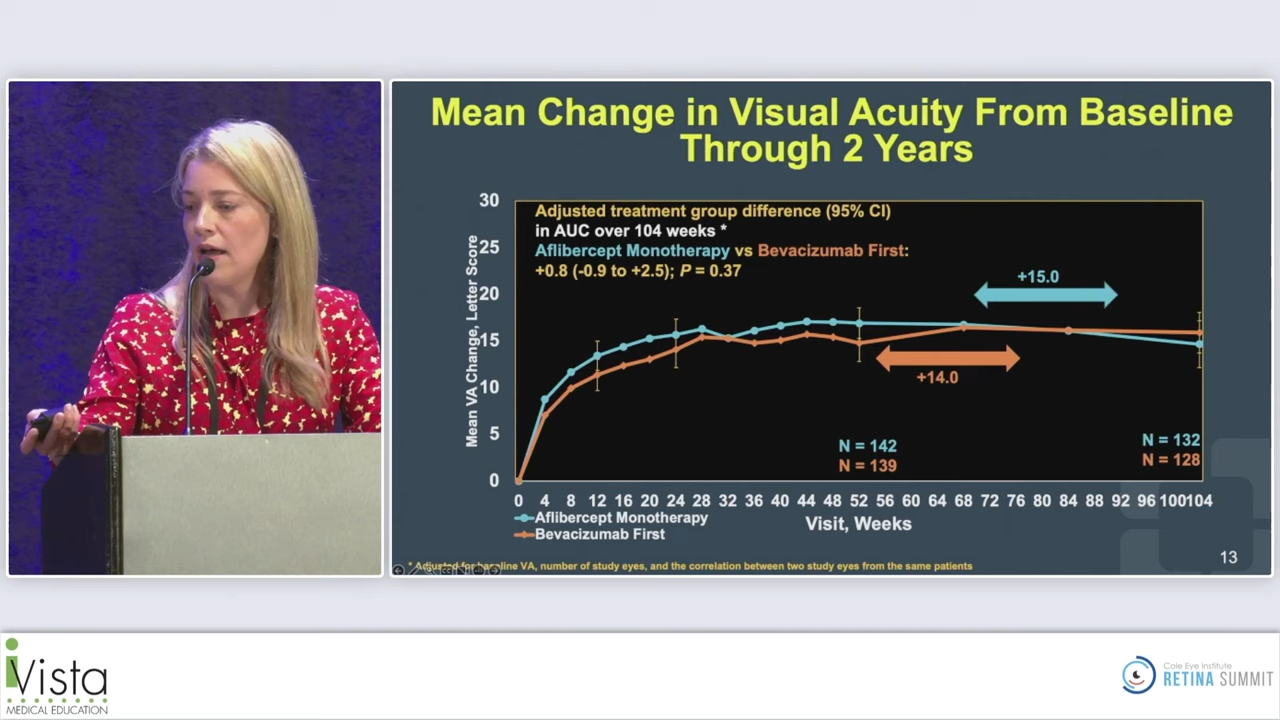 Mean Change in Visual Acuity From Baseline
Through 2 Years
30
25
20
15
10
5
0
Mean VA Change, Letter Score
Adjusted treatment group difference (95% CI)
in AUC over 104 weeks *
Aflibercept Monotherapy vs Bevacizumab First:
+0.8 (-0.9 to +2.5); P = 0.37
+15.0
+14.0
N = 142
N = 139
N = 132
N = 128
0 4 8 12 16 20 24 28 32 36 40 44 48 52 56 60 64 68 72 76 80 84 88 92 96 100104
Aflibercept Monotherapy
Bevacizumab First
Visit, Weeks
* Adjusted for baseline VA, number of study eyes, and the correlation between two study eyes from the same patients
13
iVista
MEDICAL EDUCATION
Cole Eye Institute
RETINA SUMMIT